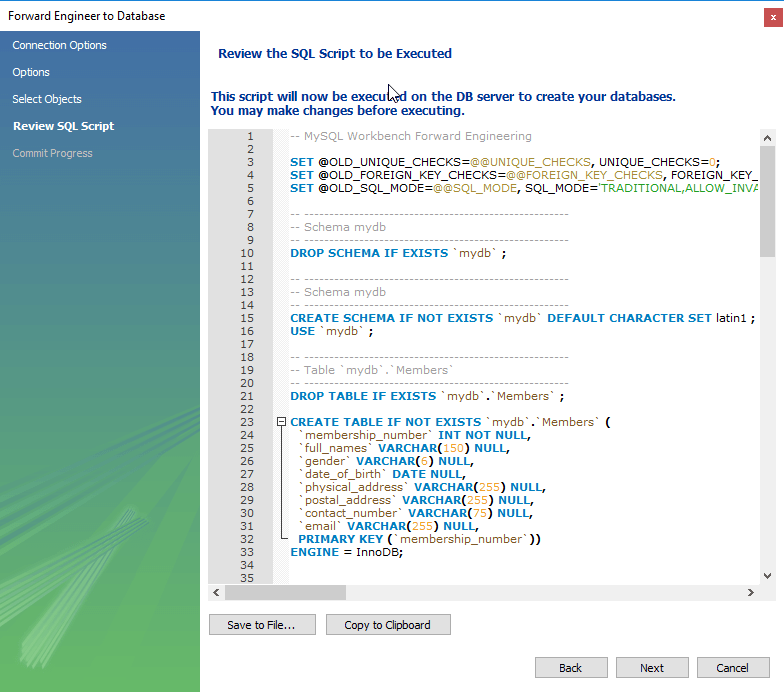 Forward Engineer to Database
x
Connection Options
Options
Select Objects
Review SQL Script
Commit Progress
Review the SQL Script to be Executed
This script will now be executed on the DB server to create your databases.
You may make changes before executing.
1 -- MySQL Workbench Forward Engineering
2
3 SET @OLD_UNIQUE_CHECKS=@@UNIQUE_CHECKS, UNIQUE_CHECKS=0;
4 SET @OLD_FOREIGN_KEY_CHECKS=@@FOREIGN_KEY_CHECKS, FOREIGN_KEY_
5 SET @OLD_SQL_MODE=@@SQL_MODE, SQL_MODE='TRADITIONAL,ALLOW_INVA
6
7 -- -----------------------------------------------------
8 -- Schema mydb
9 -- -----------------------------------------------------
10 DROP SCHEMA IF EXISTS `mydb` ;
11
12 -- -----------------------------------------------------
13 -- Schema mydb
14 -- -----------------------------------------------------
15 CREATE SCHEMA IF NOT EXISTS `mydb` DEFAULT CHARACTER SET latin1 ;
16 USE `mydb` ;
17
18 -- -----------------------------------------------------
19 -- Table `mydb`.`Members`
20 -- -----------------------------------------------------
21 DROP TABLE IF EXISTS `mydb`.`Members` ;
22
23 CREATE TABLE IF NOT EXISTS `mydb`.`Members` (
24 `membership_number` INT NOT NULL,
25 `full_names` VARCHAR(150) NULL,
26 `gender` VARCHAR(6) NULL,
27 `date_of_birth` DATE NULL,
28 `physical_address` VARCHAR(255) NULL,
29 `postal_address` VARCHAR(255) NULL,
30 `contact_number` VARCHAR(75) NULL,
31 `email` VARCHAR(255) NULL,
32 PRIMARY KEY (`membership_number`))
33 ENGINE = InnoDB;
34
35
Save to File...
Copy to Clipboard
Back
Next
Cancel